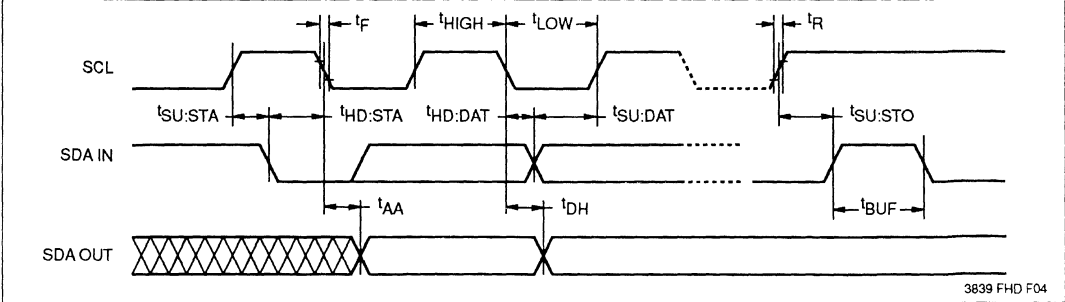 tF
tHIGH
tLOW
tR
SCL
tSU:STA
tHD:STA
tHD:DAT
tSU:DAT
tSU:STO
SDA IN
tAA
tDH
tBUF
SDA OUT
3839 FHD F04